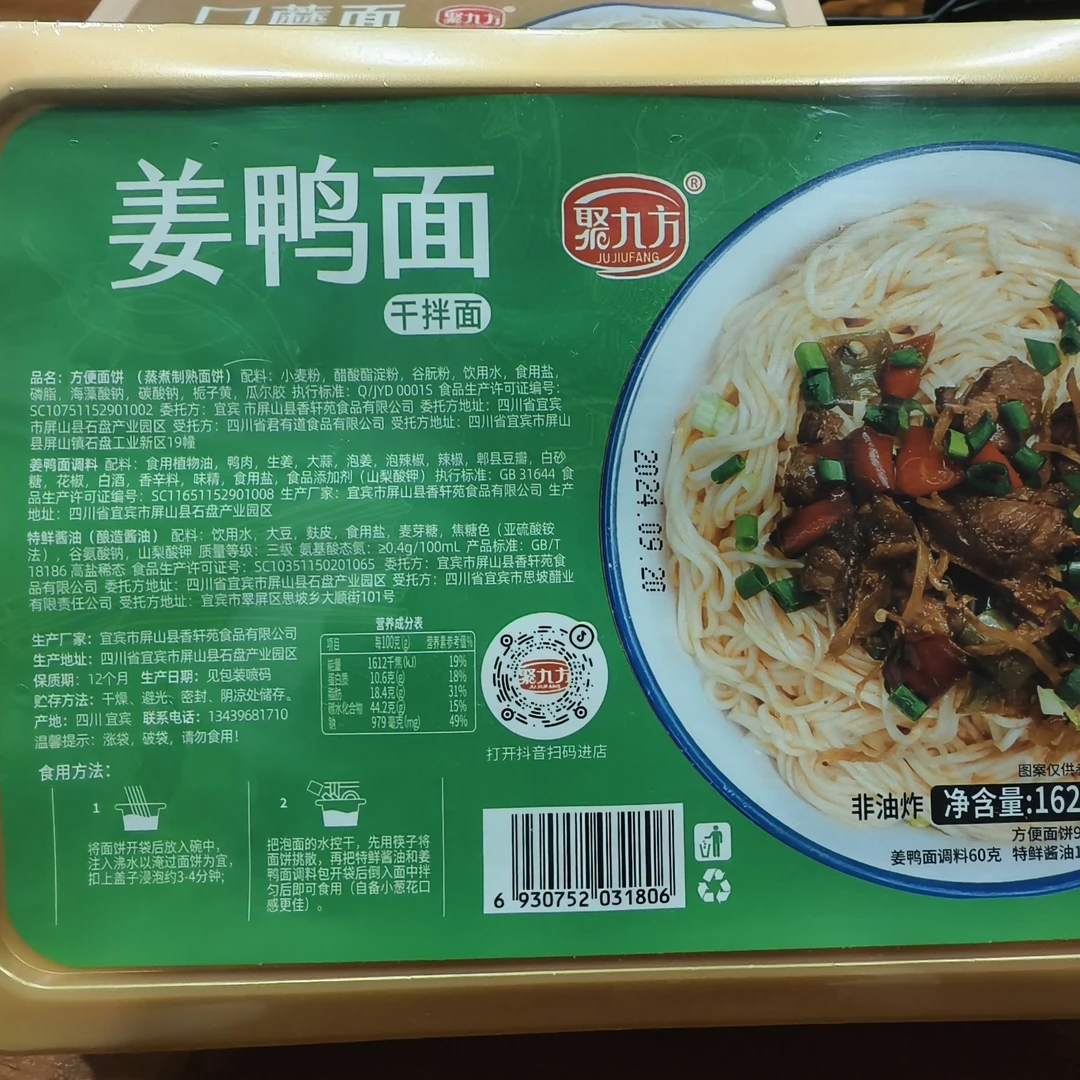 口蘑面
聚九方
姜鸭面
干拌面
聚九方
®
JUJIUFANG
品名：方便面饼 （蒸煮制熟面饼） 配料：小麦粉，醋酸酯淀粉，谷朊粉，饮用水，食用盐，
磷脂，海藻酸钠，碳酸钠，栀子黄，瓜尔胶 执行标准：Q/JYD 0001S 食品生产许可证编号：
SC10751152901002 委托方：宜宾 市屏山县香轩苑食品有限公司 委托方地址：四川省宜宾
市屏山县石盘产业园区 受托方：四川省君有道食品有限公司 受托方地址：四川省宜宾市屏山
县屏山镇石盘工业新区19幢
姜鸭面调料 配料：食用植物油，鸭肉，生姜，大蒜，泡姜，泡辣椒，辣椒，郫县豆瓣，白砂
糖，花椒，白酒，香辛料，味精，食用盐，食品添加剂（山梨酸钾）执行标准：GB 31644 食
品生产许可证编号：SC11651152901008 生产厂家：宜宾市屏山县香轩苑食品有限公司 生产
地址：四川省宜宾市屏山县石盘产业园区
特鲜酱油（酿造酱油） 配料：饮用水，大豆，麸皮，食用盐，麦芽糖，焦糖色（亚硫酸铵
法），谷氨酸钠，山梨酸钾 质量等级：三级 氨基酸态氮：≥0.4g/100mL 产品标准：GB/T
18186 高盐稀态 食品生产许可证号：SC10351150201065 委托方：宜宾市屏山县香轩苑食
品有限公司 委托方地址：四川省宜宾市屏山县石盘产业园区 受托方：四川省宜宾市思坡醋业
有限责任公司 受托方地址：宜宾市翠屏区思坡乡大顺街101号
生产厂家：宜宾市屏山县香轩苑食品有限公司
生产地址：四川省宜宾市屏山县石盘产业园区
保质期：12个月 生产日期：见包装喷码
贮存方法：干燥、避光、密封、阴凉处储存。
产地：四川 宜宾 联系电话：13439681710
温馨提示：涨袋，破袋，请勿食用！
营养成分表
项目 每100克(g) 营养素参考值%
能量 1612千焦(kJ) 19%
蛋白质 10.6克(g) 18%
脂肪 18.4克(g) 31%
碳水化合物 44.2克(g) 15%
钠 979 毫克(mg) 49%
聚九方
JUJIUFANG
打开抖音扫码进店
2024.09.20
食用方法：
1
将面饼开袋后放入碗中，
注入沸水以淹过面饼为宜，
扣上盖子浸泡约3-4分钟；
2
把泡面的水控干，先用筷子将
面饼挑散，再把特鲜酱油和姜
鸭面调料包开袋后倒入面中拌
匀后即可食用（自备小葱花口
感更佳）。
6 930752 031806
图案仅供
非油炸 净含量:162
方便面饼9
姜鸭面调料60克 特鲜酱油1